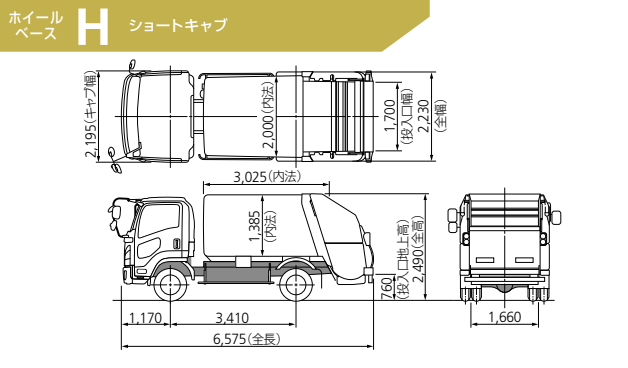 ホイール
ベース
H
ショートキャブ
2,195(キャブ幅)
2,000(内法)
1,700
(投入口幅)
2,230
(全幅)
3,025(内法)
1,385
(内法)
760
(投入口地上高)
2,490(全高)
1,170
3,410
1,660
6,575(全長)